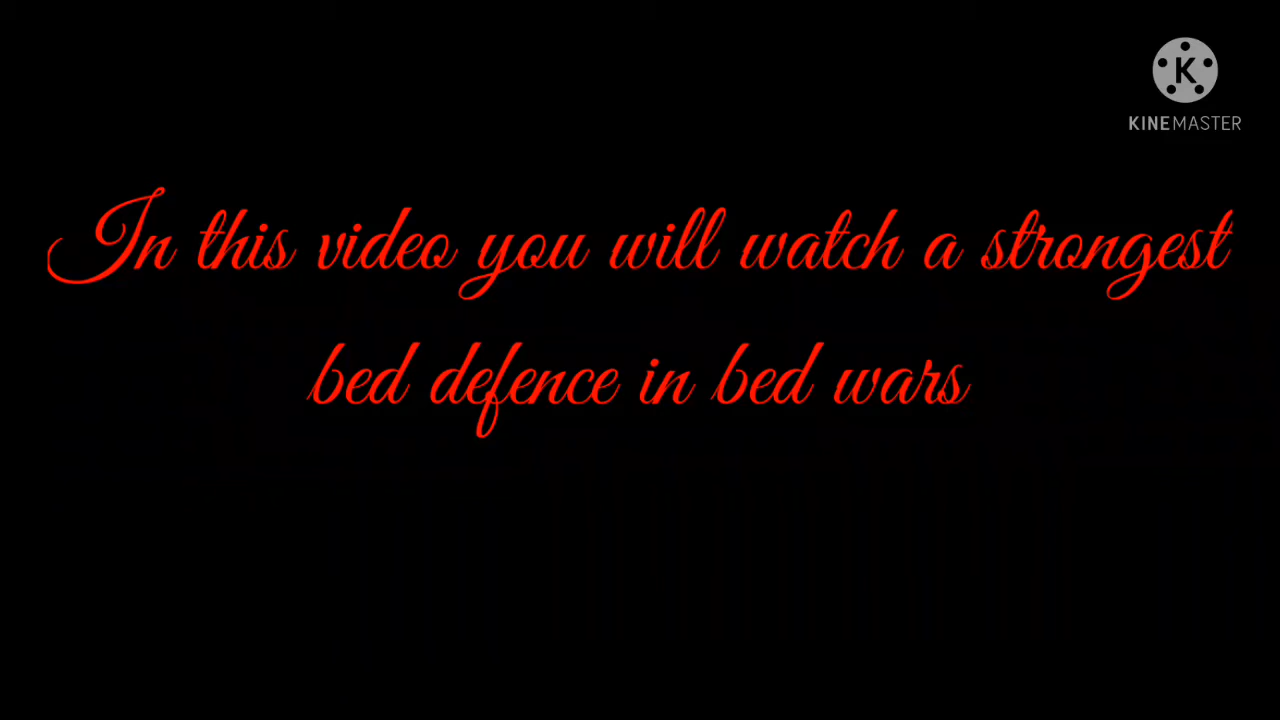 K
KINEMASTER
In this video you will watch a strongest
bed defence in bed wars